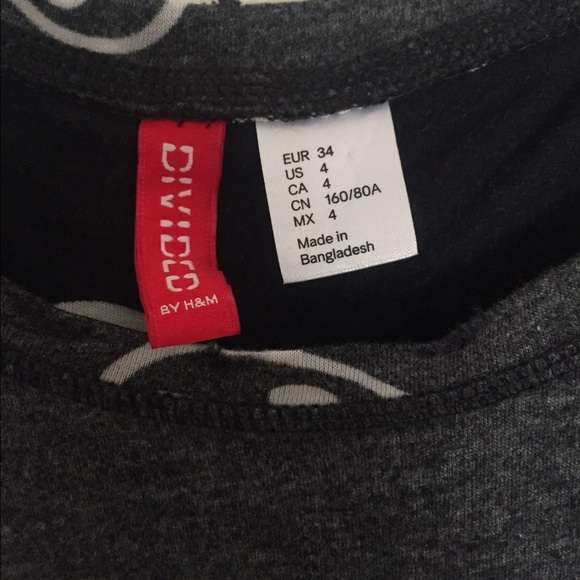 DIVIDED
BY H&M
EUR 34
US 4
CA 4
CN 160/80A
MX 4
Made in
Bangladesh